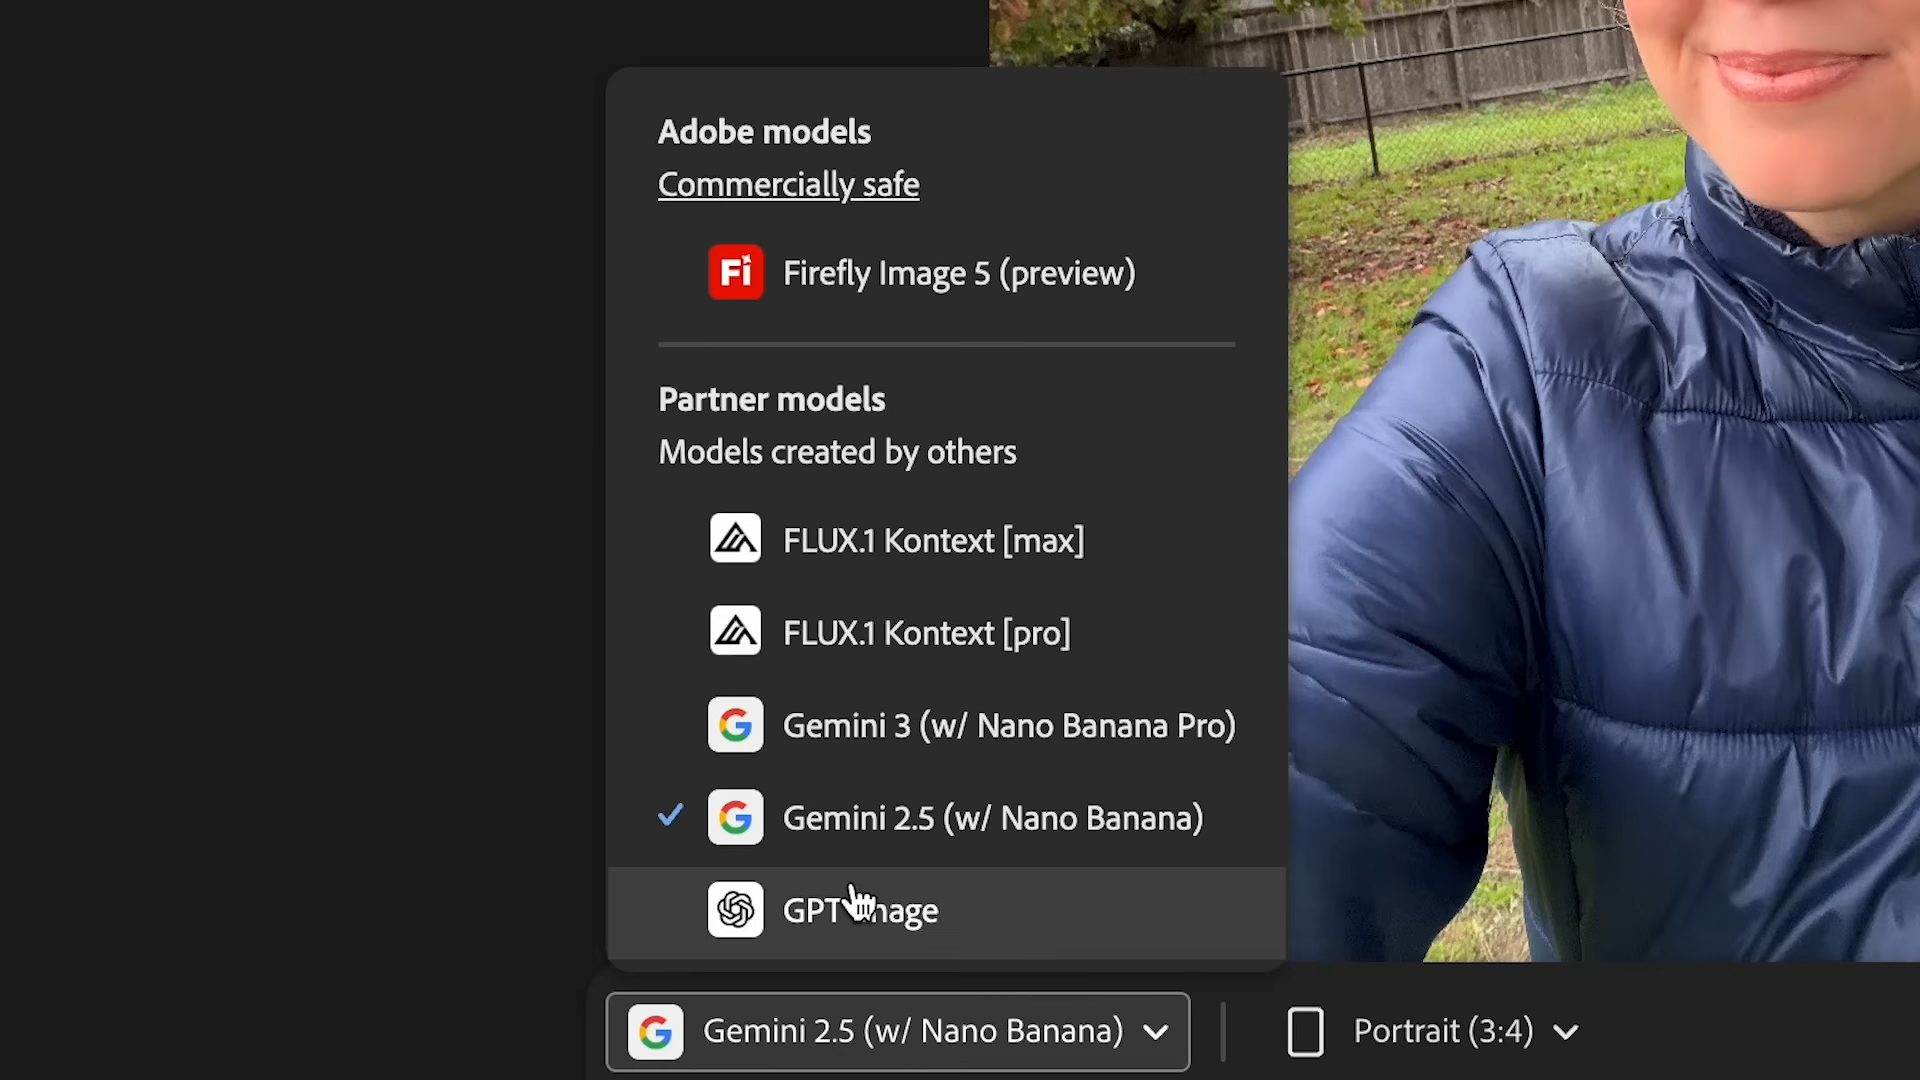 Adobe models
Commercially safe
Fi Firefly Image 5 (preview)
Partner models
Models created by others
FLUX.1 Kontext [max]
FLUX.1 Kontext [pro]
G Gemini 3 (w/ Nano Banana Pro)
G Gemini 2.5 (w/ Nano Banana)
GPT Image
G Gemini 2.5 (w/ Nano Banana)
Portrait (3:4)